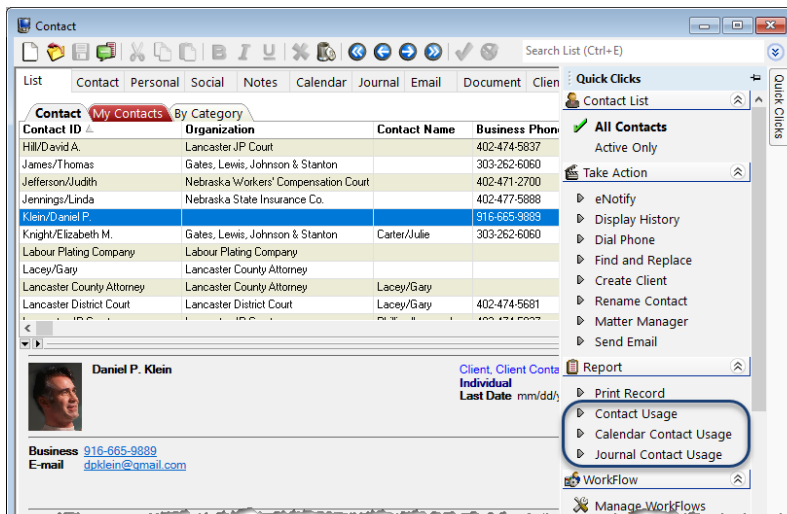 Contact
B I U
Search List (Ctrl+E)
List Contact Personal Social Notes Calendar Journal Email Document Clien
Contact My Contacts By Category
Contact ID Organization Contact Name Business Phon
Hill/David A. Lancaster JP Court 402-474-5837
James/Thomas Gates, Lewis, Johnson & Stanton 303-262-6060
Jefferson/Judith Nebraska Workers' Compensation Court 402-471-2700
Jennings/Linda Nebraska State Insurance Co. 402-477-5888
Klein/Daniel P. 916-665-9889
Knight/Elizabeth M. Gates, Lewis, Johnson & Stanton Carter/Julie 303-262-6060
Labour Plating Company Labour Plating Company
Lacey/Gary Lancaster County Attorney
Lancaster County Attorney Lancaster County Attorney Lacey/Gary
Lancaster District Court Lancaster District Court Lacey/Gary 402-474-5681
Daniel P. Klein
Client, Client Conta
Individual
Last Date mm/dd/y
Business 916-665-9889
E-mail dpklein@gmail.com
Quick Clicks
Contact List
All Contacts
Active Only
Take Action
eNotify
Display History
Dial Phone
Find and Replace
Create Client
Rename Contact
Matter Manager
Send Email
Report
Print Record
Contact Usage
Calendar Contact Usage
Journal Contact Usage
WorkFlow
Manage WorkFlows
Quick Clicks